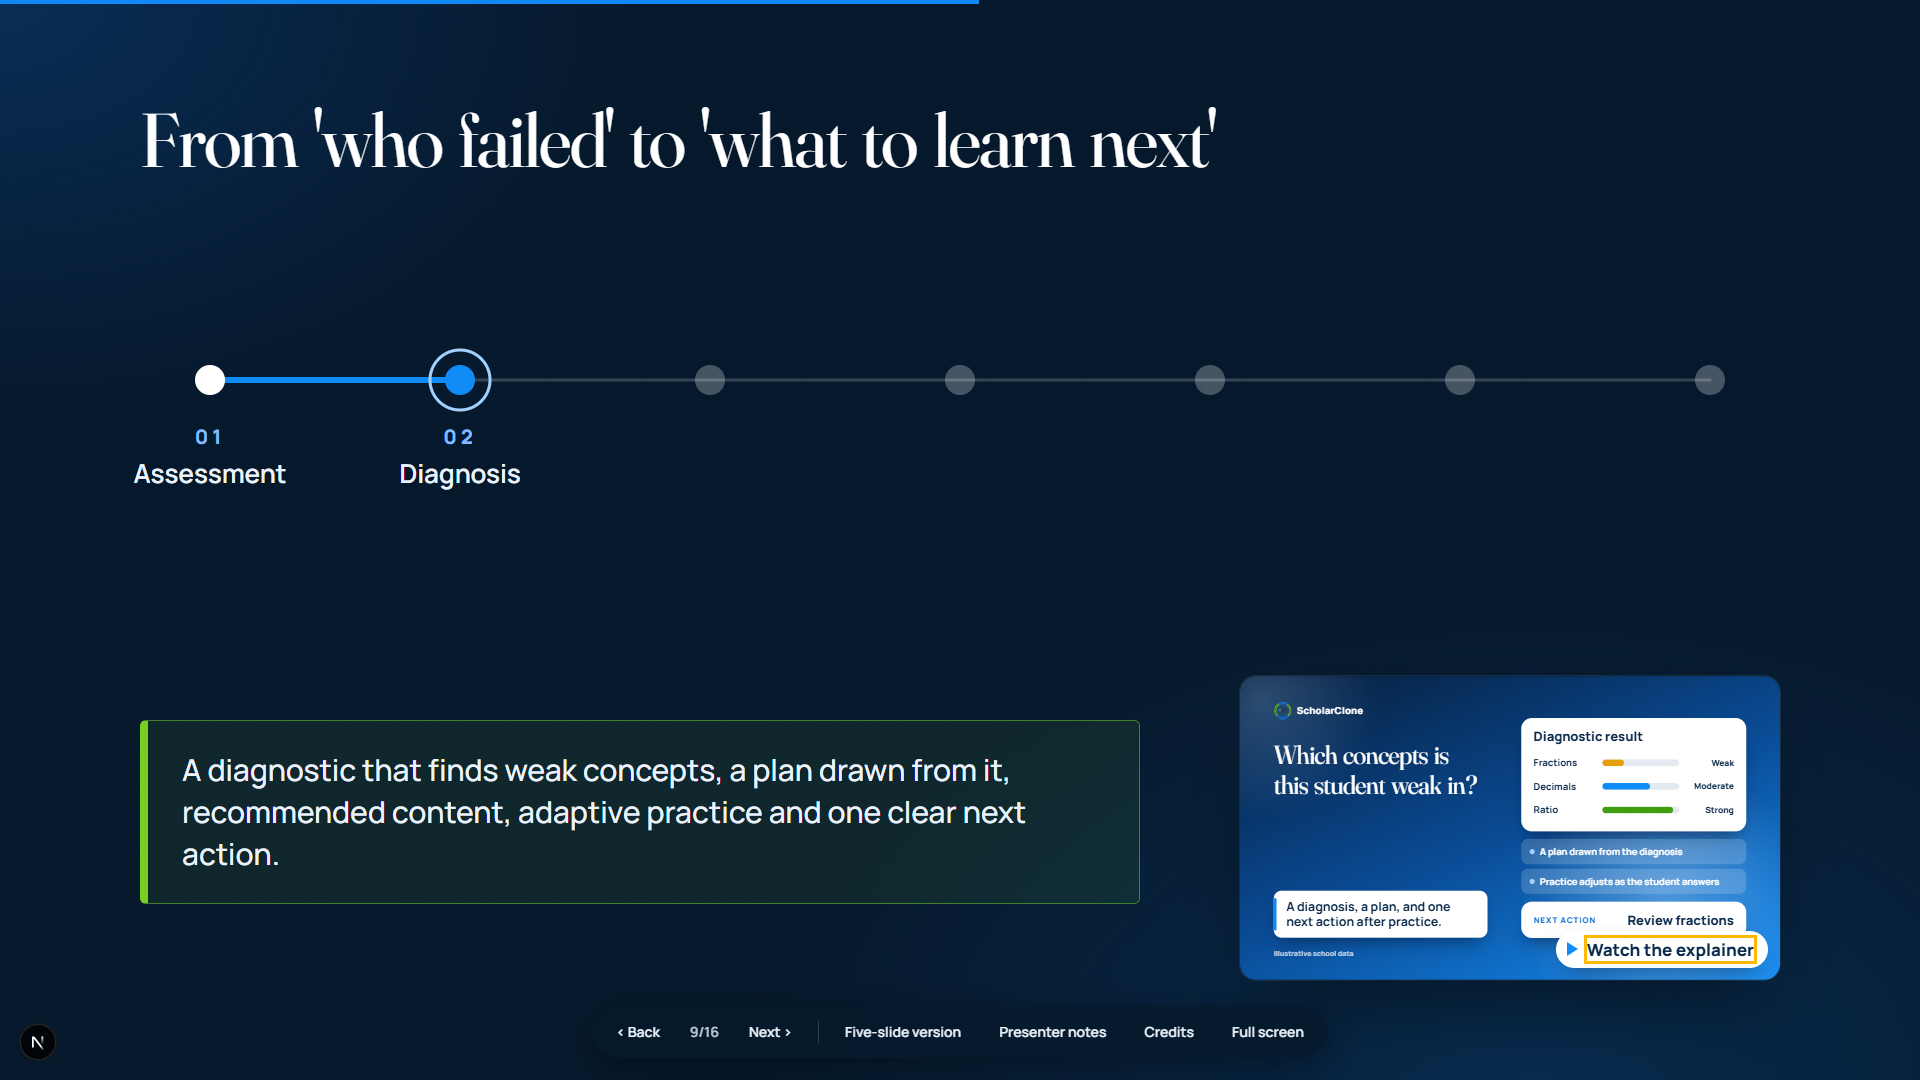 From 'who failed' to 'what to learn next'
01
Assessment
02
Diagnosis
A diagnostic that finds weak concepts, a plan drawn from it,
recommended content, adaptive practice and one clear next
action.
ScholarClone
Which concepts is
this student weak in?
A diagnosis, a plan, and one
next action after practice.
Illustrative school data
Diagnostic result
Fractions Weak
Decimals Moderate
Ratio Strong
A plan drawn from the diagnosis
Practice adjusts as the student answers
NEXT ACTION Review fractions
Watch the explainer
‹ Back 9/16 Next › Five-slide version Presenter notes Credits Full screen
N